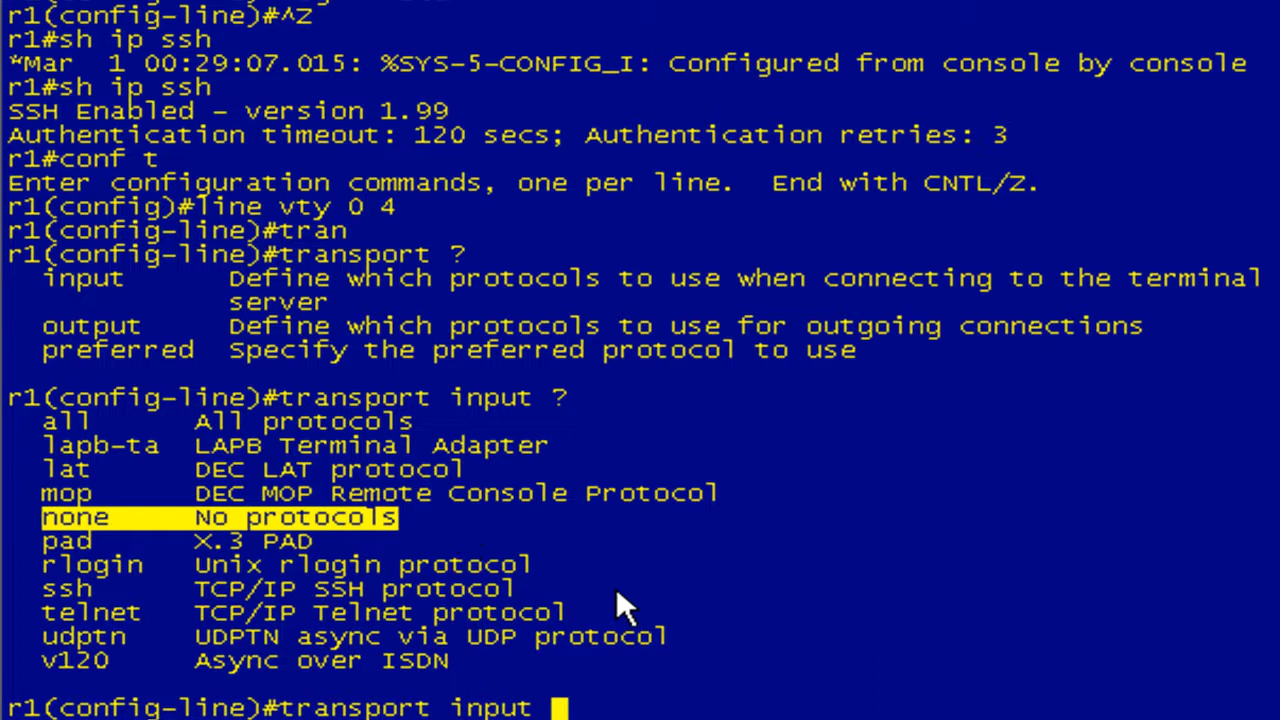 r1(config-line)#^Z
r1#sh ip ssh
*Mar  1 00:29:07.015: %SYS-5-CONFIG_I: Configured from console by console
r1#sh ip ssh
SSH Enabled - version 1.99
Authentication timeout: 120 secs; Authentication retries: 3
r1#conf t
Enter configuration commands, one per line.  End with CNTL/Z.
r1(config)#line vty 0 4
r1(config-line)#tran
r1(config-line)#transport ?
  input      Define which protocols to use when connecting to the terminal
             server
  output     Define which protocols to use for outgoing connections
  preferred  Specify the preferred protocol to use
r1(config-line)#transport input ?
  all      All protocols
  lapb-ta  LAPB Terminal Adapter
  lat      DEC LAT protocol
  mop      DEC MOP Remote Console Protocol
  none     No protocols
  pad      X.3 PAD
  rlogin   Unix rlogin protocol
  ssh      TCP/IP SSH protocol
  telnet   TCP/IP Telnet protocol
  udptn    UDPTN async via UDP protocol
  v120     Async over ISDN
r1(config-line)#transport input